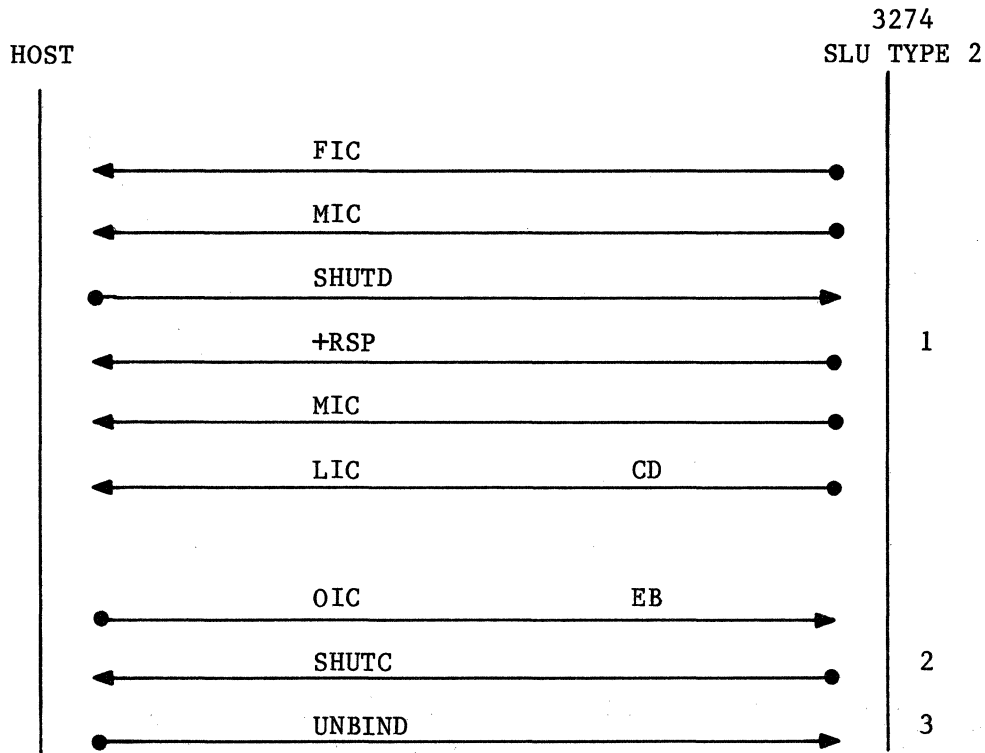 3274
HOST SLU TYPE 2
FIC
MIC
SHUTD
+RSP 1
MIC
LIC CD
OIC EB
SHUTC 2
UNBIND 3